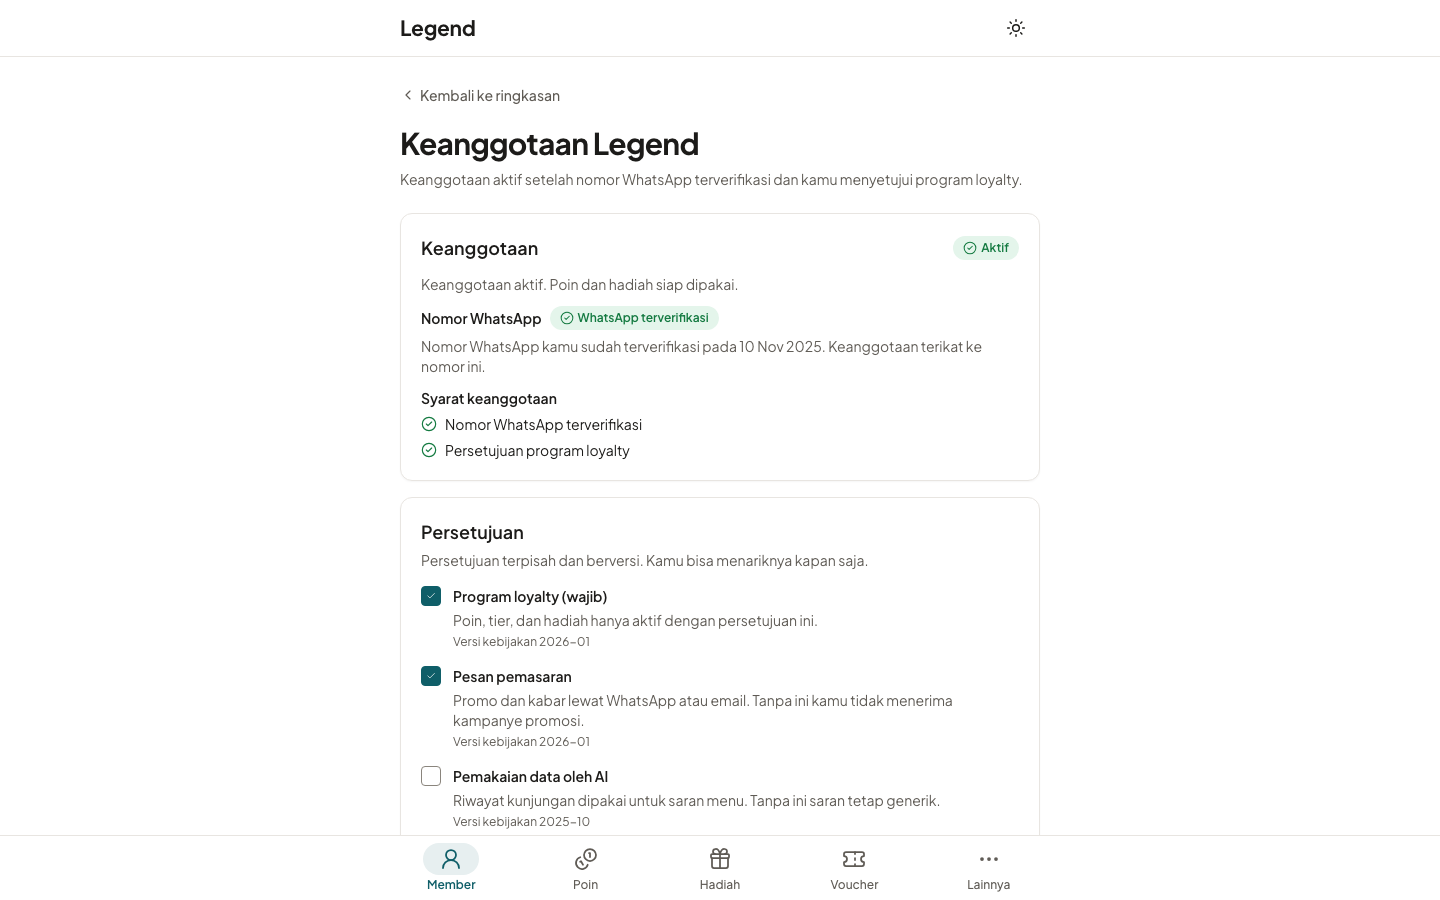 Legend
Kembali ke ringkasan
Keanggotaan Legend
Keanggotaan aktif setelah nomor WhatsApp terverifikasi dan kamu menyetujui program loyalty.
Keanggotaan
Aktif
Keanggotaan aktif. Poin dan hadiah siap dipakai.
Nomor WhatsApp WhatsApp terverifikasi
Nomor WhatsApp kamu sudah terverifikasi pada 10 Nov 2025. Keanggotaan terikat ke
nomor ini.
Syarat keanggotaan
Nomor WhatsApp terverifikasi
Persetujuan program loyalty
Persetujuan
Persetujuan terpisah dan berversi. Kamu bisa menariknya kapan saja.
Program loyalty (wajib)
Poin, tier, dan hadiah hanya aktif dengan persetujuan ini.
Versi kebijakan 2026-01
Pesan pemasaran
Promo dan kabar lewat WhatsApp atau email. Tanpa ini kamu tidak menerima
kampanye promosi.
Versi kebijakan 2026-01
Pemakaian data oleh AI
Riwayat kunjungan dipakai untuk saran menu. Tanpa ini saran tetap generik.
Versi kebijakan 2025-10
Member Poin Hadiah Voucher Lainnya